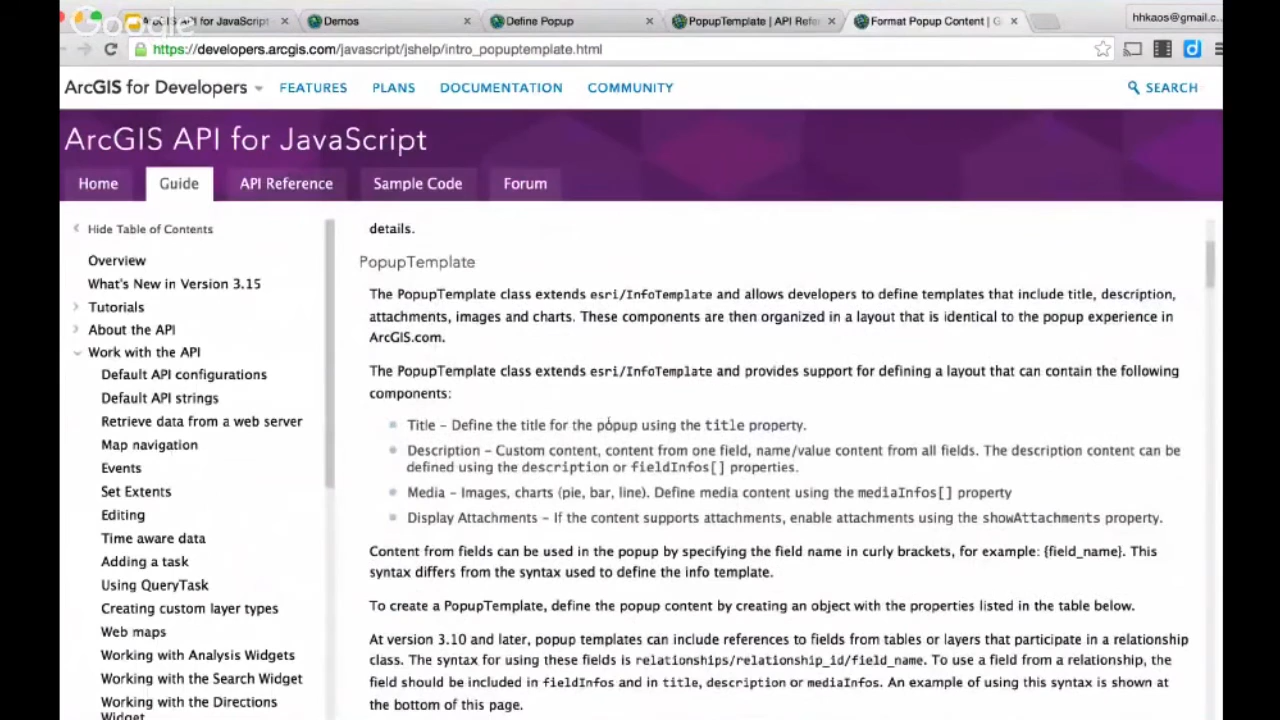 Google
ArcGIS API for JavaScript
Demos
Define Popup
PopupTemplate | API Refe
Format Popup Content | G
hhkaos@gmail.c...
https://developers.arcgis.com/javascript/jshelp/intro_popuptemplate.html
ArcGIS for Developers
FEATURES
PLANS
DOCUMENTATION
COMMUNITY
SEARCH
ArcGIS API for JavaScript
Home
Guide
API Reference
Sample Code
Forum
Hide Table of Contents
Overview
What's New in Version 3.15
Tutorials
About the API
Work with the API
Default API configurations
Default API strings
Retrieve data from a web server
Map navigation
Events
Set Extents
Editing
Time aware data
Adding a task
Using QueryTask
Creating custom layer types
Web maps
Working with Analysis Widgets
Working with the Search Widget
Working with the Directions
Widget
details.
PopupTemplate
The PopupTemplate class extends esri/InfoTemplate and allows developers to define templates that include title, description,
attachments, images and charts. These components are then organized in a layout that is identical to the popup experience in
ArcGIS.com.
The PopupTemplate class extends esri/InfoTemplate and provides support for defining a layout that can contain the following
components:
Title – Define the title for the popup using the title property.
Description – Custom content, content from one field, name/value content from all fields. The description content can be
defined using the description or fieldInfos[] properties.
Media – Images, charts (pie, bar, line). Define media content using the mediaInfos[] property
Display Attachments – If the content supports attachments, enable attachments using the showAttachments property.
Content from fields can be used in the popup by specifying the field name in curly brackets, for example: {field_name}. This
syntax differs from the syntax used to define the info template.
To create a PopupTemplate, define the popup content by creating an object with the properties listed in the table below.
At version 3.10 and later, popup templates can include references to fields from tables or layers that participate in a relationship
class. The syntax for using these fields is relationships/relationship_id/field_name. To use a field from a relationship, the
field should be included in fieldInfos and in title, description or mediaInfos. An example of using this syntax is shown at
the bottom of this page.